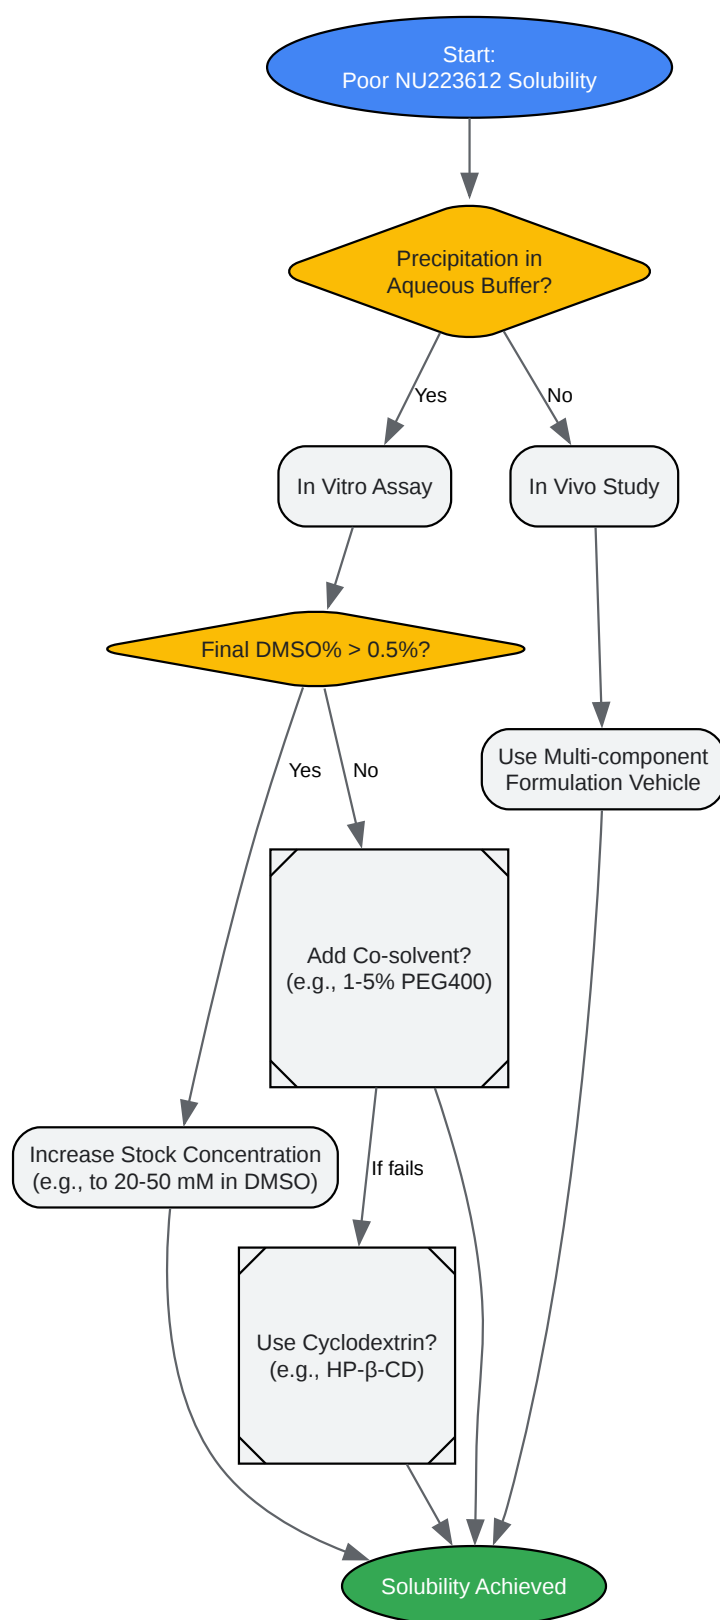 Start:
Poor NU223612 Solubility
Precipitation in
Aqueous Buffer?
Yes
No
In Vitro Assay
In Vivo Study
Final DMSO% > 0.5%?
Yes
No
Use Multi-component
Formulation Vehicle
Add Co-solvent?
(e.g., 1-5% PEG400)
Increase Stock Concentration
(e.g., to 20-50 mM in DMSO)
If fails
Use Cyclodextrin?
(e.g., HP-β-CD)
Solubility Achieved